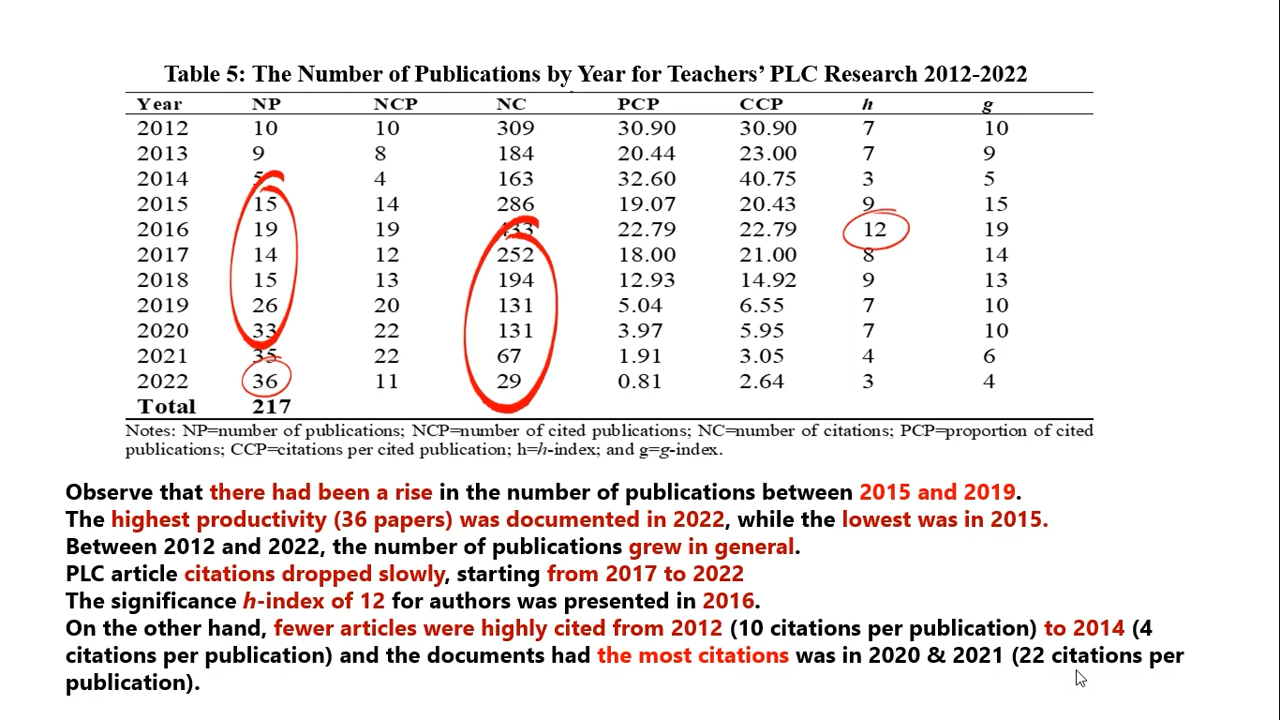 Table 5: The Number of Publications by Year for Teachers’ PLC Research 2012-2022
Year NP NCP NC PCP CCP h g
2012 10 10 309 30.90 30.90 7 10
2013 9 8 184 20.44 23.00 7 9
2014 5 4 163 32.60 40.75 3 5
2015 15 14 286 19.07 20.43 9 15
2016 19 19 433 22.79 22.79 12 19
2017 14 12 252 18.00 21.00 8 14
2018 15 13 194 12.93 14.92 9 13
2019 26 20 131 5.04 6.55 7 10
2020 33 22 131 3.97 5.95 7 10
2021 35 22 67 1.91 3.05 4 6
2022 36 11 29 0.81 2.64 3 4
Total 217
Notes: NP=number of publications; NCP=number of cited publications; NC=number of citations; PCP=proportion of cited
publications; CCP=citations per cited publication; h=h-index; and g=g-index.
Observe that there had been a rise in the number of publications between 2015 and 2019.
The highest productivity (36 papers) was documented in 2022, while the lowest was in 2015.
Between 2012 and 2022, the number of publications grew in general.
PLC article citations dropped slowly, starting from 2017 to 2022
The significance h-index of 12 for authors was presented in 2016.
On the other hand, fewer articles were highly cited from 2012 (10 citations per publication) to 2014 (4
citations per publication) and the documents had the most citations was in 2020 & 2021 (22 citations per
publication).